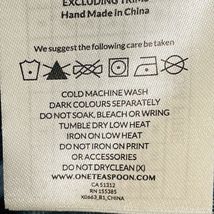 EXCLUDING TRIMS
Hand Made in China
We suggest the following care be taken
COLD MACHINE WASH
DARK COLOURS SEPARATELY
DO NOT SOAK, BLEACH OR WRING
TUMBLE DRY LOW HEAT
IRON ON LOW HEAT
DO NOT IRON ON PRINT
OR ACCESSORIES
DO NOT DRYCLEAN (X)
WWW.ONETEASPOON.COM
CA 51312
RN 155385
K0663_B1_CHINA